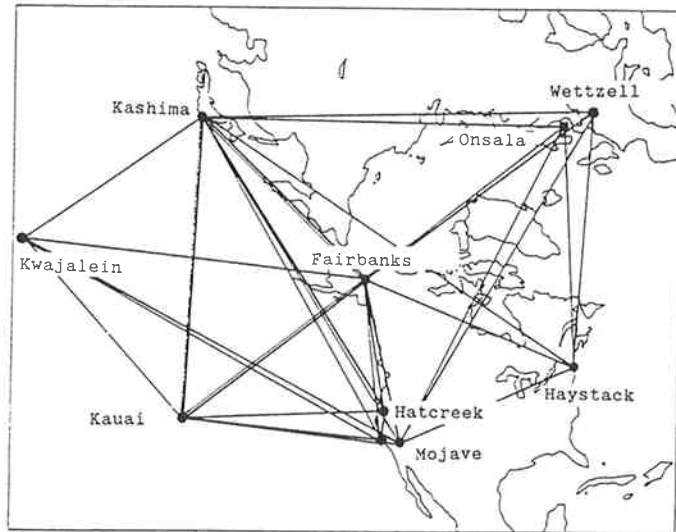 Wettzell
Kashima
Onsala
Fairbanks
Kwajalein
Haystack
Kauai
Hatcreek
Mojave